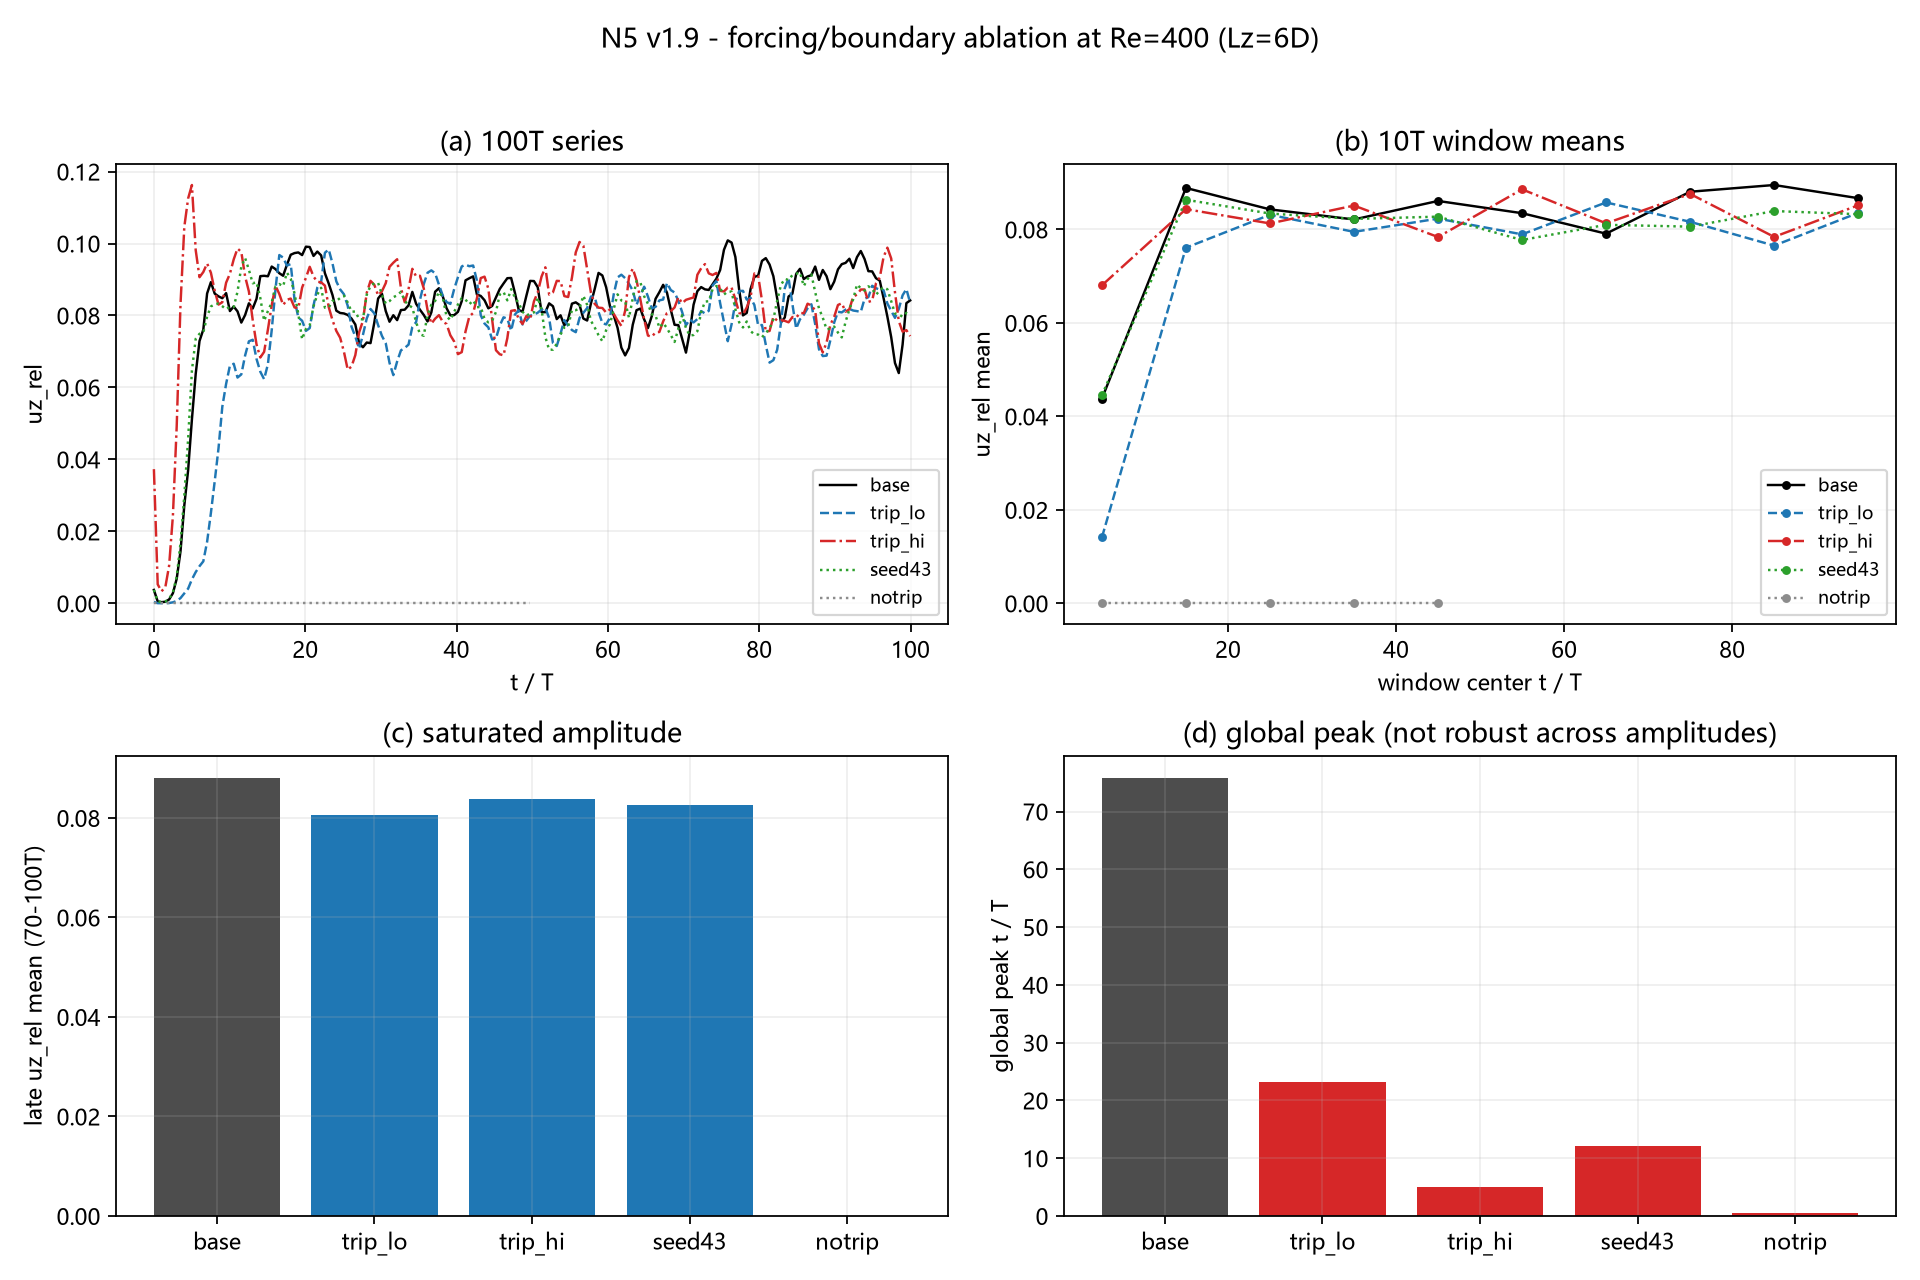 N5 v1.9 - forcing/boundary ablation at Re=400 (Lz=6D)
(a) 100T series
uz_rel
0.12
0.10
0.08
0.06
0.04
0.02
0.00
0 20 40 60 80 100
t / T
base
trip_lo
trip_hi
seed43
notrip
(b) 10T window means
uz_rel mean
0.08
0.06
0.04
0.02
0.00
20 40 60 80
window center t / T
base
trip_lo
trip_hi
seed43
notrip
(c) saturated amplitude
late uz_rel mean (70-100T)
0.08
0.06
0.04
0.02
0.00
base trip_lo trip_hi seed43 notrip
(d) global peak (not robust across amplitudes)
global peak t / T
70
60
50
40
30
20
10
0
base trip_lo trip_hi seed43 notrip